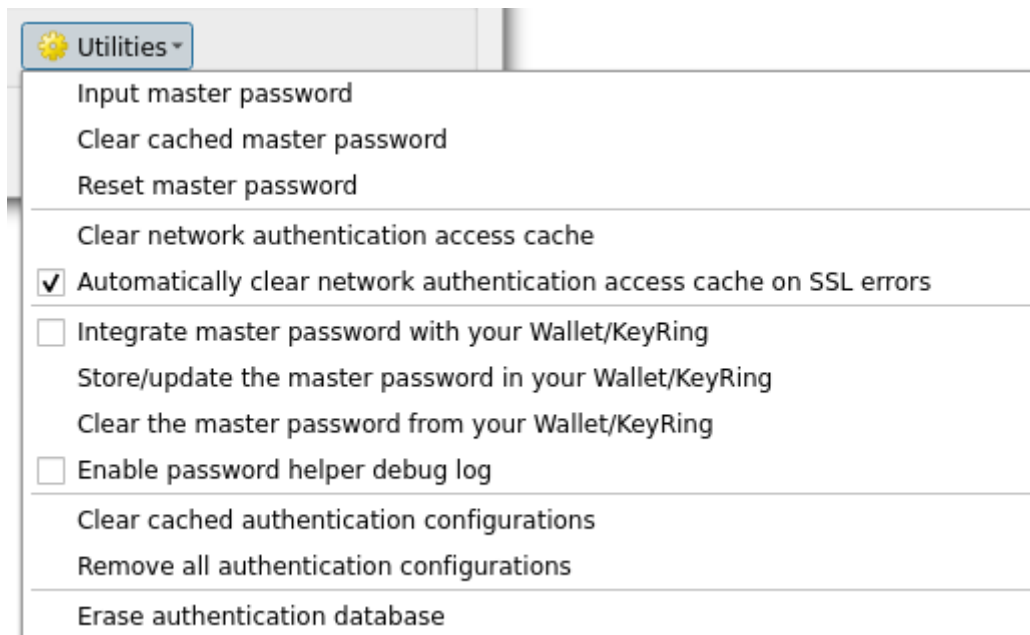 Utilities
Input master password
Clear cached master password
Reset master password
Clear network authentication access cache
Automatically clear network authentication access cache on SSL errors
Integrate master password with your Wallet/KeyRing
Store/update the master password in your Wallet/KeyRing
Clear the master password from your Wallet/KeyRing
Enable password helper debug log
Clear cached authentication configurations
Remove all authentication configurations
Erase authentication database